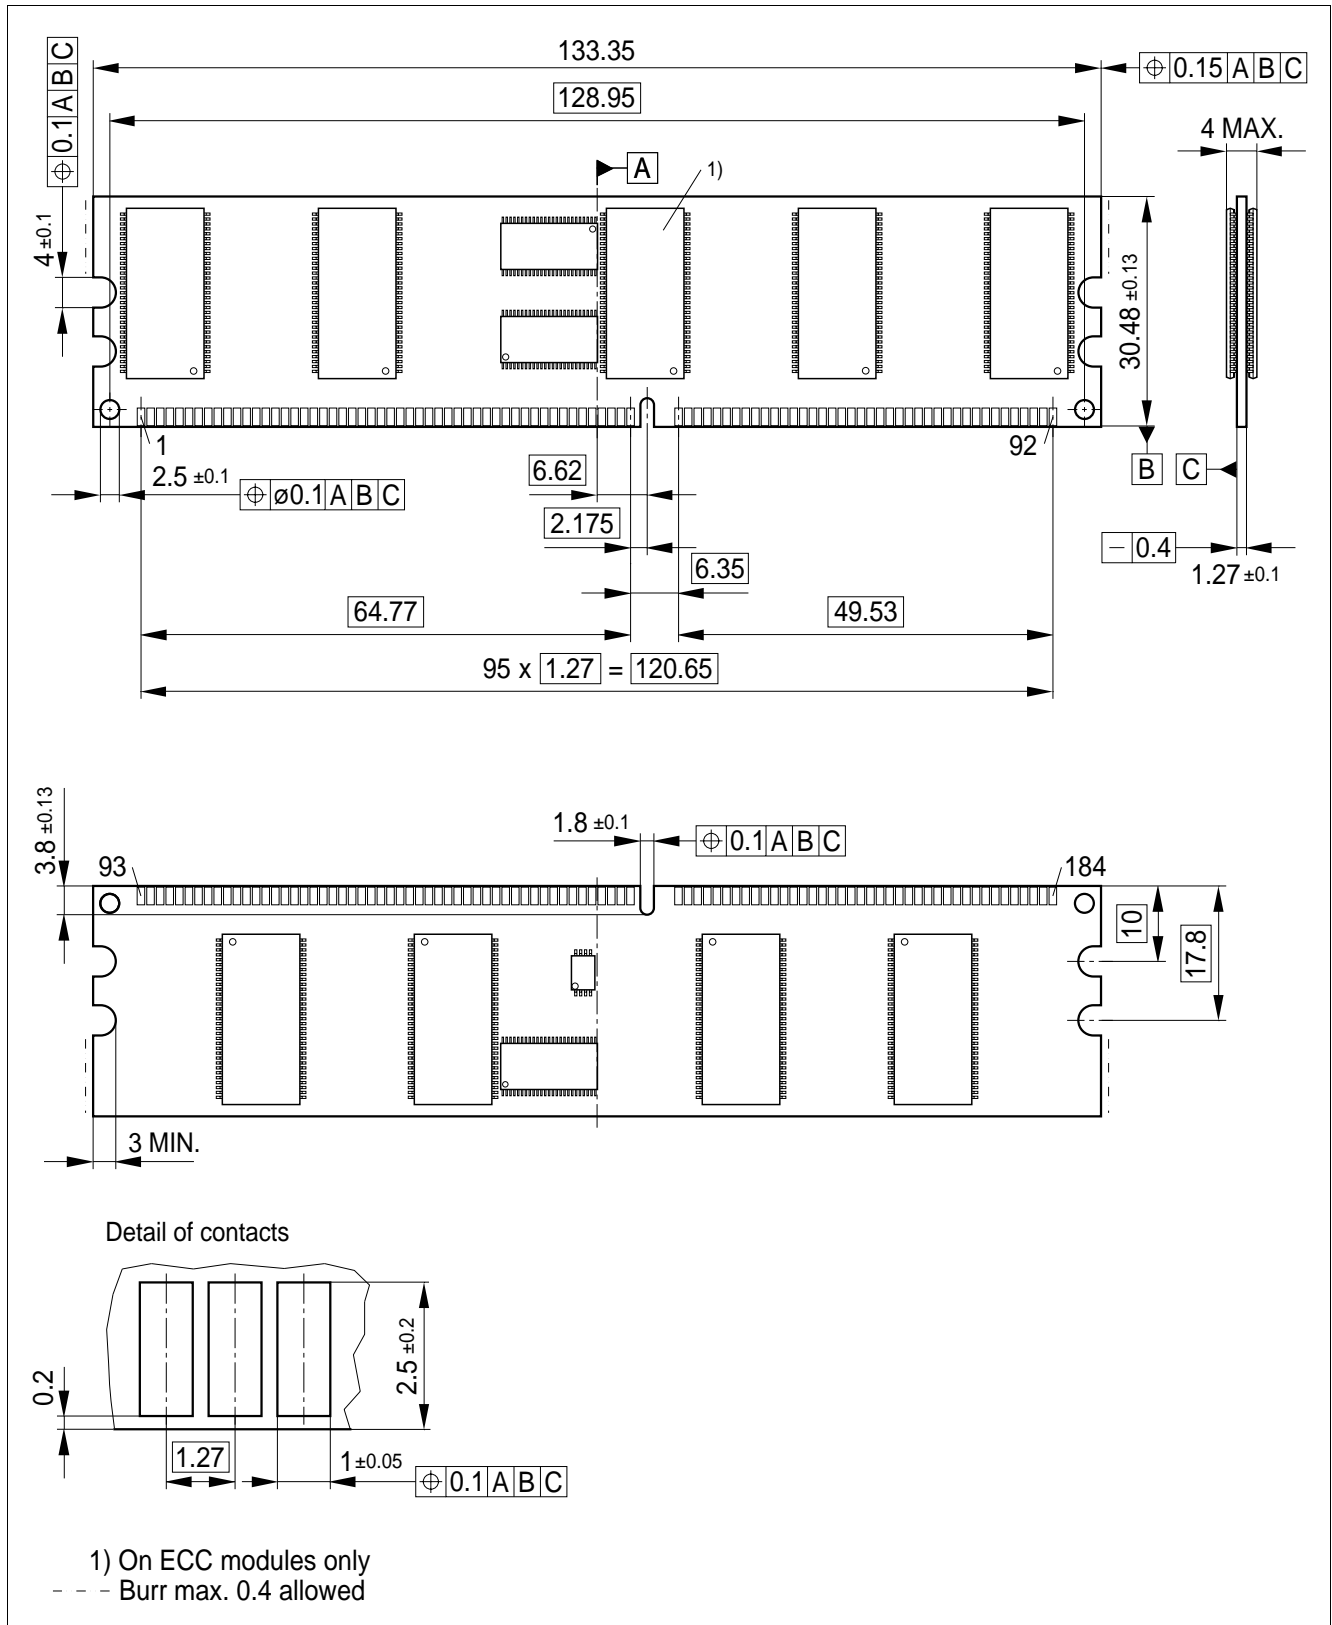 133.35
⌖ 0.15 A B C
⌖ 0.1 A B C
128.95
4 MAX.
A
1)
4 ±0.1
30.48 ±0.13
1
92
2.5 ±0.1
⌖ ø0.1 A B C
6.62
B
C
2.175
— 0.4
6.35
1.27 ±0.1
64.77
49.53
95 x 1.27 = 120.65
3.8 ±0.13
1.8 ±0.1
⌖ 0.1 A B C
93
184
10
17.8
3 MIN.
Detail of contacts
0.2
2.5 ±0.2
1.27
1 ±0.05
⌖ 0.1 A B C
1) On ECC modules only
- - - Burr max. 0.4 allowed